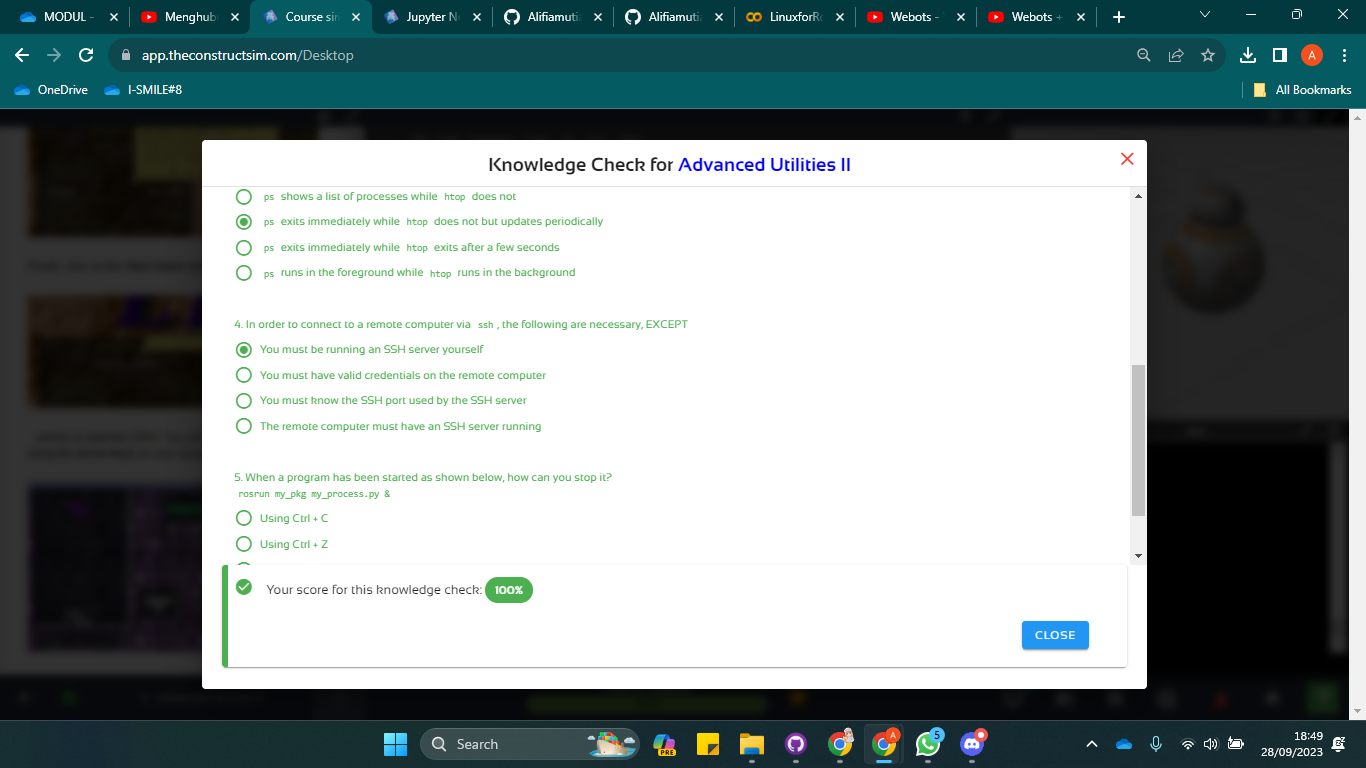 MODUL -
Menghub
Course sin
Jupyter N
Alifiamuti
Alifiamuti
LinuxforR
Webots -
Webots +
app.theconstructsim.com/Desktop
A
OneDrive
I-SMILE#8
All Bookmarks
Knowledge Check for Advanced Utilities II
ps shows a list of processes while htop does not
ps exits immediately while htop does not but updates periodically
ps exits immediately while htop exits after a few seconds
ps runs in the foreground while htop runs in the background
4. In order to connect to a remote computer via ssh , the following are necessary, EXCEPT
You must be running an SSH server yourself
You must have valid credentials on the remote computer
You must know the SSH port used by the SSH server
The remote computer must have an SSH server running
5. When a program has been started as shown below, how can you stop it?
rosrun my_pkg my_process.py &
Using Ctrl + C
Using Ctrl + Z
Your score for this knowledge check: 100%
CLOSE
Search
PRE
A
5
18:49
28/09/2023